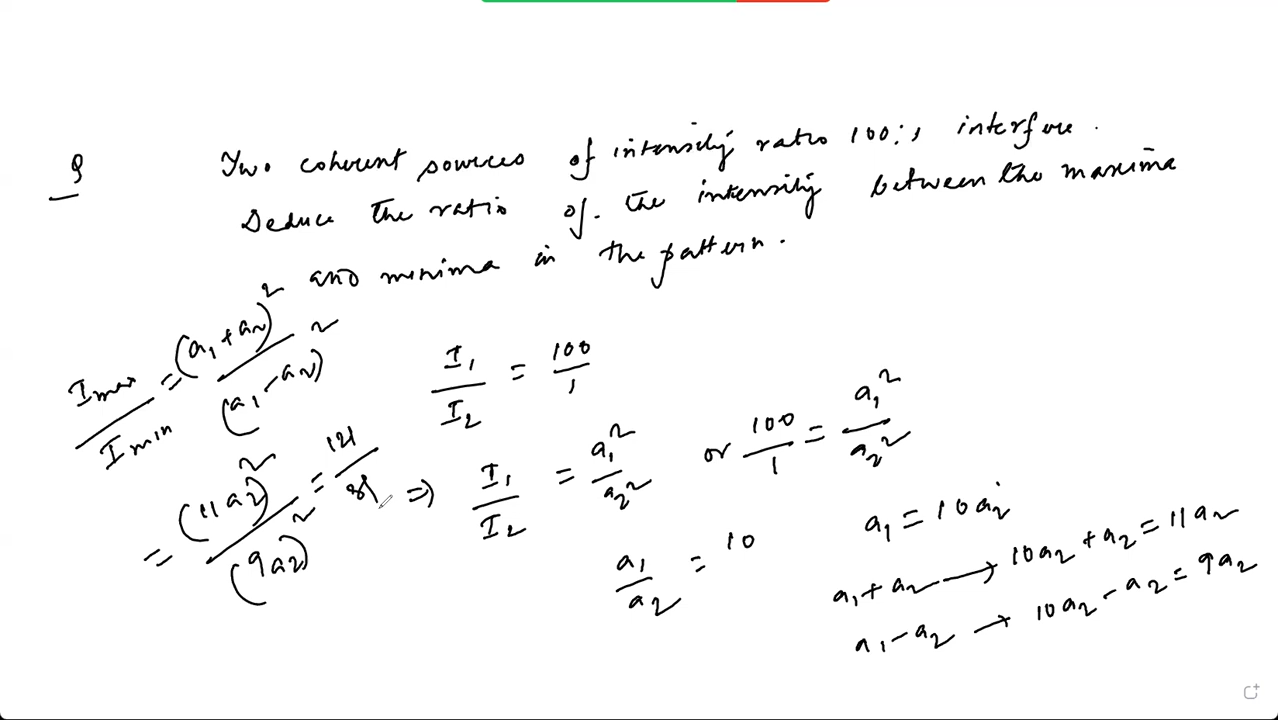 Q Two coherent sources of intensity ratio 100:1 interfere.
Deduce the ratio of the intensity between the maxima
and minima in the pattern.
Imax/Imin = (a₁+a₂)²/(a₁-a₂)²
= (11a₂)²/(9a₂)² = 121/81
I₁/I₂ = 100/1
⇒ I₁/I₂ = a₁²/a₂² or 100/1 = a₁²/a₂²
a₁/a₂ = 10
a₁ = 10a₂
a₁+a₂ → 10a₂+a₂ = 11a₂
a₁-a₂ → 10a₂-a₂ = 9a₂